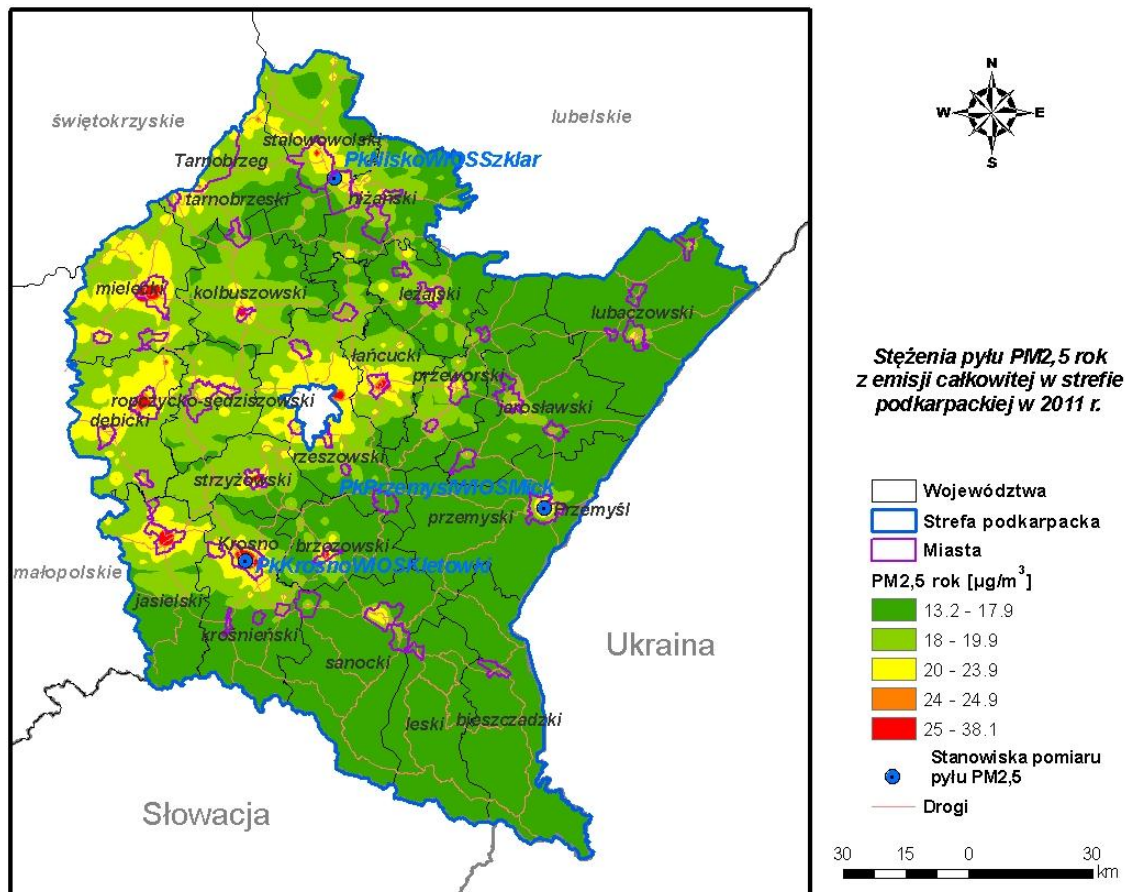 świętokrzyskie
lubelskie
stalowowolski
Tarnobrzeg
PkNiskoWIOSSzklar
tarnobrzeski
niżański
mielecki
kolbuszowski
leżajski
lubaczowski
łańcucki
przeworski
ropczycko-sędziszowski
jarosławski
dębicki
rzeszowski
strzyżowski
PkPrzemyslWIOSMick
przemyski
Przemyśl
Krosno
brzozowski
PkKrosnoWIOSKletowki
małopolskie
jasielski
krośnieński
sanocki
Ukraina
leski
bieszczadzki
Słowacja
N
W
E
S
Stężenia pyłu PM2,5 rok
z emisji całkowitej w strefie
podkarpackiej w 2011 r.
Województwa
Strefa podkarpacka
Miasta
PM2,5 rok [µg/m³]
13.2 - 17.9
18 - 19.9
20 - 23.9
24 - 24.9
25 - 38.1
Stanowiska pomiaru
pyłu PM2,5
Drogi
30 15 0 30
km